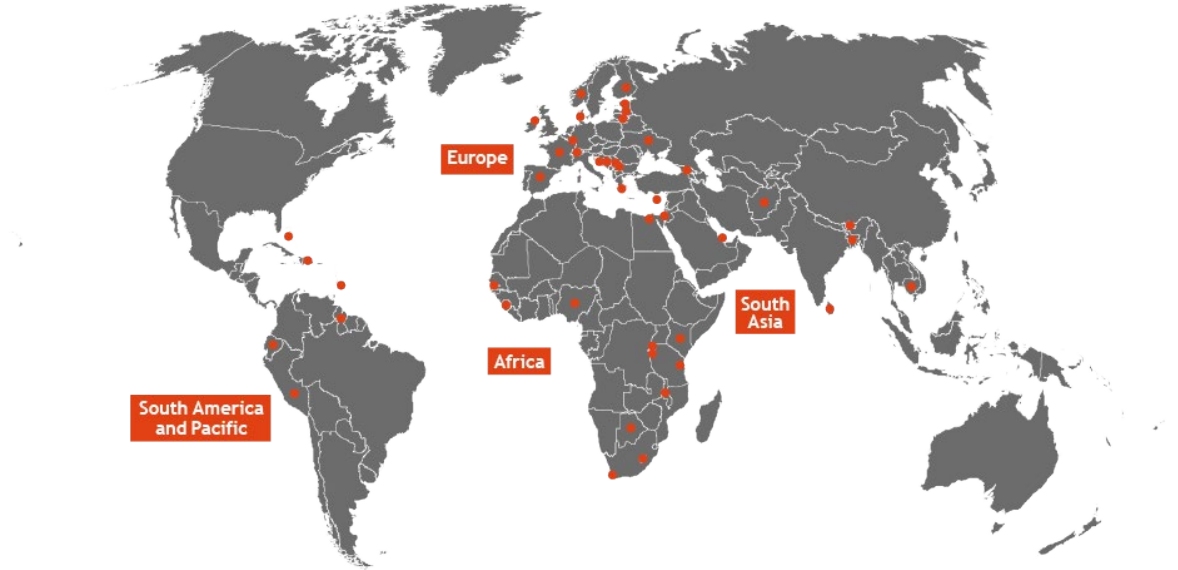 Europe
South
Asia
Africa
South America
and Pacific